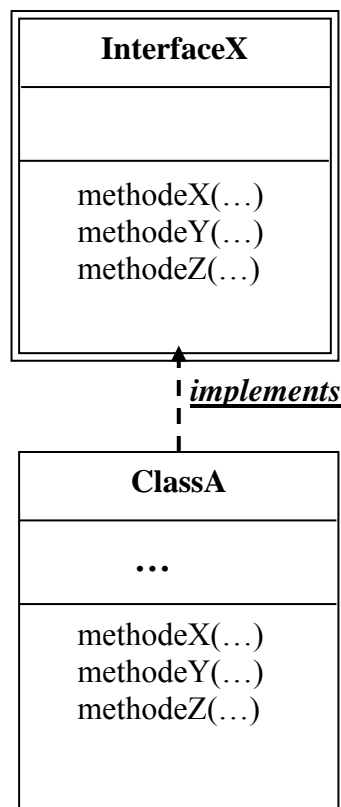 InterfaceX
methodeX(…)
methodeY(…)
methodeZ(…)
implements
ClassA
…
methodeX(…)
methodeY(…)
methodeZ(…)